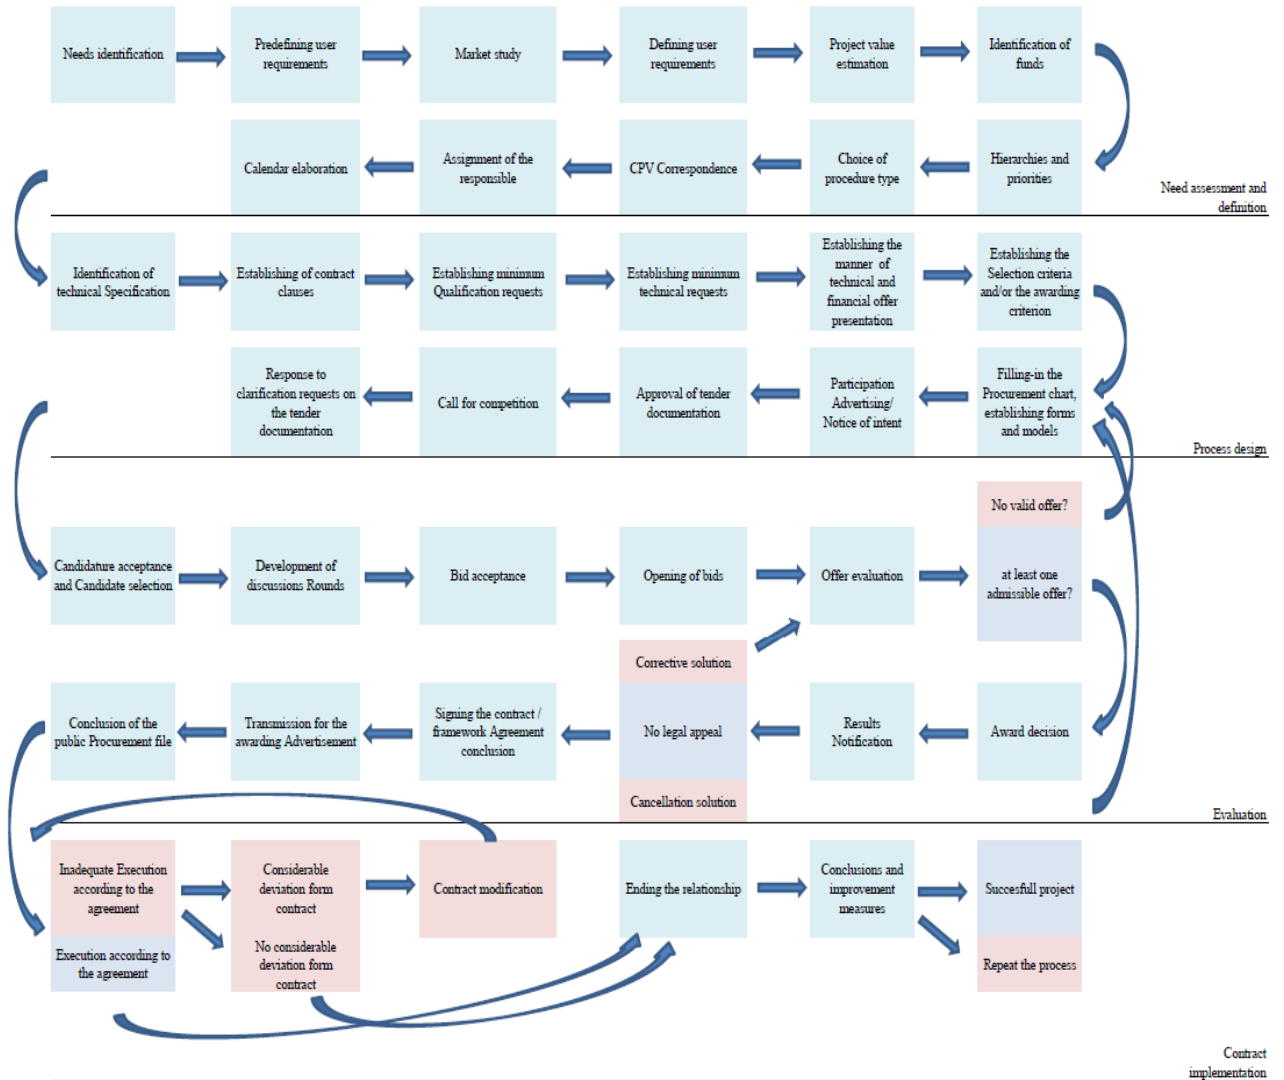 Needs identification
Predefining user
requirements
Market study
Defining user
requirements
Project value
estimation
Identification of
funds
Calendar elaboration
Assignment of the
responsible
CPV Correspondence
Choice of
procedure type
Hierarchies and
priorities
Need assessment and
definition
Identification of
technical Specification
Establishing of contract
clauses
Establishing minimum
Qualification requests
Establishing minimum
technical requests
Establishing the
manner of
technical and
financial offer
presentation
Establishing the
Selection criteria
and/or the awarding
criterion
Response to
clarification requests on
the tender
documentation
Call for competition
Approval of tender
documentation
Participation
Advertising/
Notice of intent
Filling-in the
Procurement chart,
establishing forms
and models
Process design
No valid offer?
Candidature acceptance
and Candidate selection
Development of
discussions Rounds
Bid acceptance
Opening of bids
Offer evaluation
at least one
admissible offer?
Corrective solution
Conclusion of the
public Procurement file
Transmission for the
awarding Advertisement
Signing the contract /
framework Agreement
conclusion
No legal appeal
Results
Notification
Award decision
Cancellation solution
Evaluation
Inadequate Execution
according to the
agreement
Considerable
deviation form
contract
Contract modification
Ending the relationship
Conclusions and
improvement
measures
Succesfull project
Execution according to
the agreement
No considerable
deviation form
contract
Repeat the process
Contract
implementation